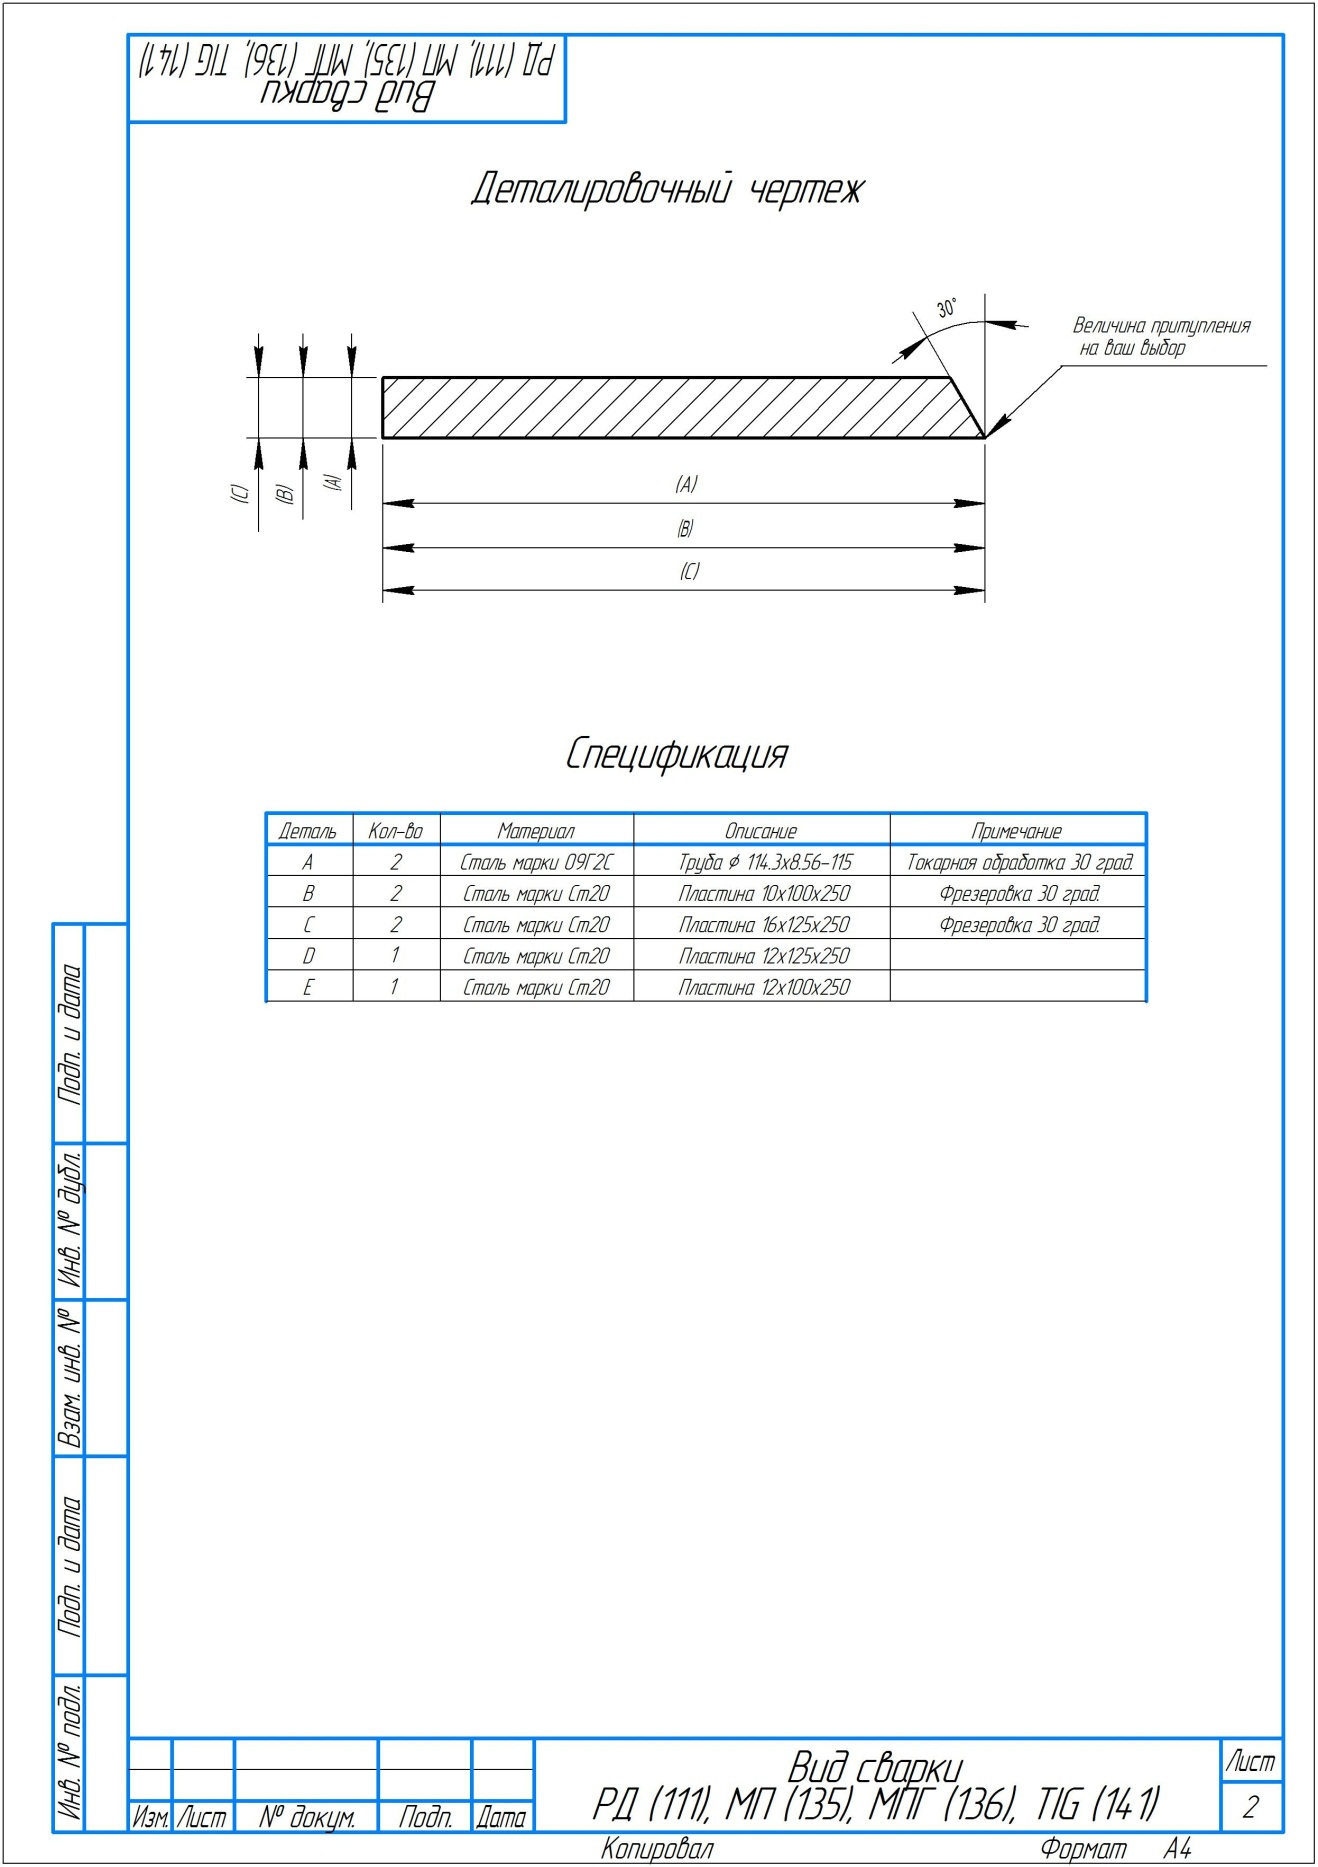 РД (111), МП (135), МПГ (136), TIG (141)
Вид сварки
Деталировочный чертеж
30°
Величина притупления
на ваш выбор
(C)
(B)
(A)
(A)
(B)
(C)
Спецификация
Деталь Кол-во Материал Описание Примечание
A 2 Сталь марки 09Г2С Труба ϕ 114.3x8.56-115 Токарная обработка 30 град.
B 2 Сталь марки Ст20 Пластина 10x100x250 Фрезеровка 30 град.
C 2 Сталь марки Ст20 Пластина 16x125x250 Фрезеровка 30 град.
D 1 Сталь марки Ст20 Пластина 12x125x250
E 1 Сталь марки Ст20 Пластина 12x100x250
Подп. и дата
Инв. № дубл.
Взам. инв. №
Подп. и дата
Инв. № подл.
Изм. Лист № докум. Подп. Дата
Вид сварки
РД (111), МП (135), МПГ (136), TIG (141)
Лист
2
Копировал Формат A4